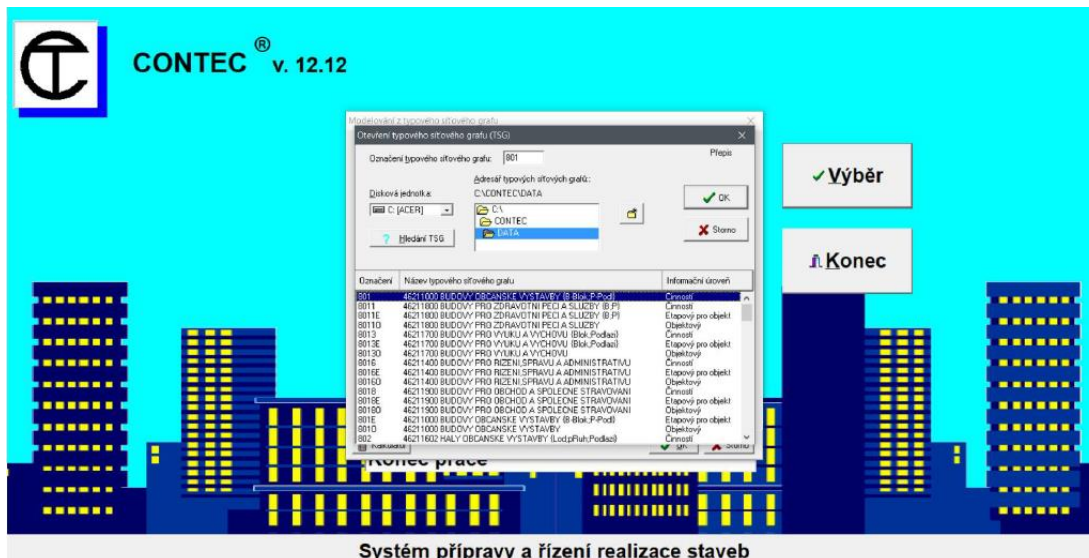 CONTEC ® v. 12.12
Modelování z typového síťového grafu
Otevření typového síťového grafu (TSG)
Označení typového síťového grafu: 801
Přepis
Disková jednotka:
Adresář typových síťových grafů:
C:\CONTEC\DATA
C: [ACER]
C:\
CONTEC
DATA
Hledání TSG
OK
Storno
Výběr
Konec
Označení Název typového síťového grafu Informační úroveň
801 46211000 BUDOVY OBCANSKE VYSTAVBY (B-Blok;P-Podl) Činností
8011 46211800 BUDOVY PRO ZDRAVOTNI PECI A SLUZBY (B,P) Činností
8011E 46211800 BUDOVY PRO ZDRAVOTNI PECI A SLUZBY (B,P) Etapový pro objekt
8011O 46211800 BUDOVY PRO ZDRAVOTNI PECI A SLUZBY Objektový
8013 46211700 BUDOVY PRO VYUKU A VYCHOVU (Blok,Podlazi) Činností
8013E 46211700 BUDOVY PRO VYUKU A VYCHOVU (Blok,Podlazi) Etapový pro objekt
8013O 46211700 BUDOVY PRO VYUKU A VYCHOVU Objektový
8016 46211400 BUDOVY PRO RIZENI,SPRAVU A ADMINISTRATIVU Činností
8016E 46211400 BUDOVY PRO RIZENI,SPRAVU A ADMINISTRATIVU Etapový pro objekt
8016O 46211400 BUDOVY PRO RIZENI,SPRAVU A ADMINISTRATIVU Objektový
8018 46211900 BUDOVY PRO OBCHOD A SPOLECNE STRAVOVANI Činností
8018E 46211900 BUDOVY PRO OBCHOD A SPOLECNE STRAVOVANI Etapový pro objekt
8018O 46211900 BUDOVY PRO OBCHOD A SPOLECNE STRAVOVANI Objektový
801E 46211000 BUDOVY OBCANSKE VYSTAVBY (B-Blok;P-Podl) Etapový pro objekt
801O 46211000 BUDOVY OBCANSKE VYSTAVBY Objektový
802 46211602 HALY OBCANSKE VYSTAVBY (Lod,pRuh,Podlazi) Činností
Konec práce
Systém přípravy a řízení realizace staveb